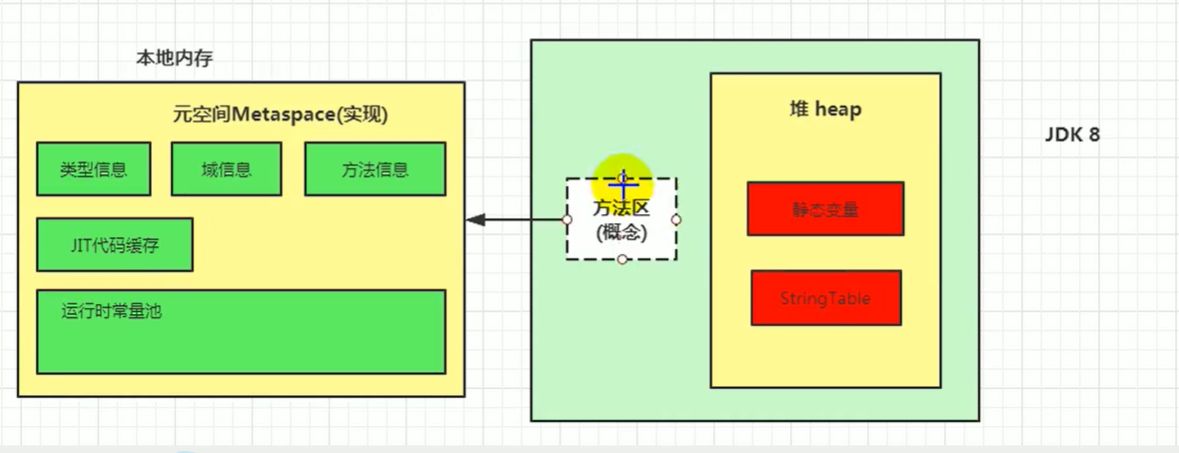 本地内存
元空间Metaspace(实现)
类型信息
域信息
方法信息
JIT代码缓存
运行时常量池
方法区
(概念)
堆 heap
静态变量
StringTable
JDK 8